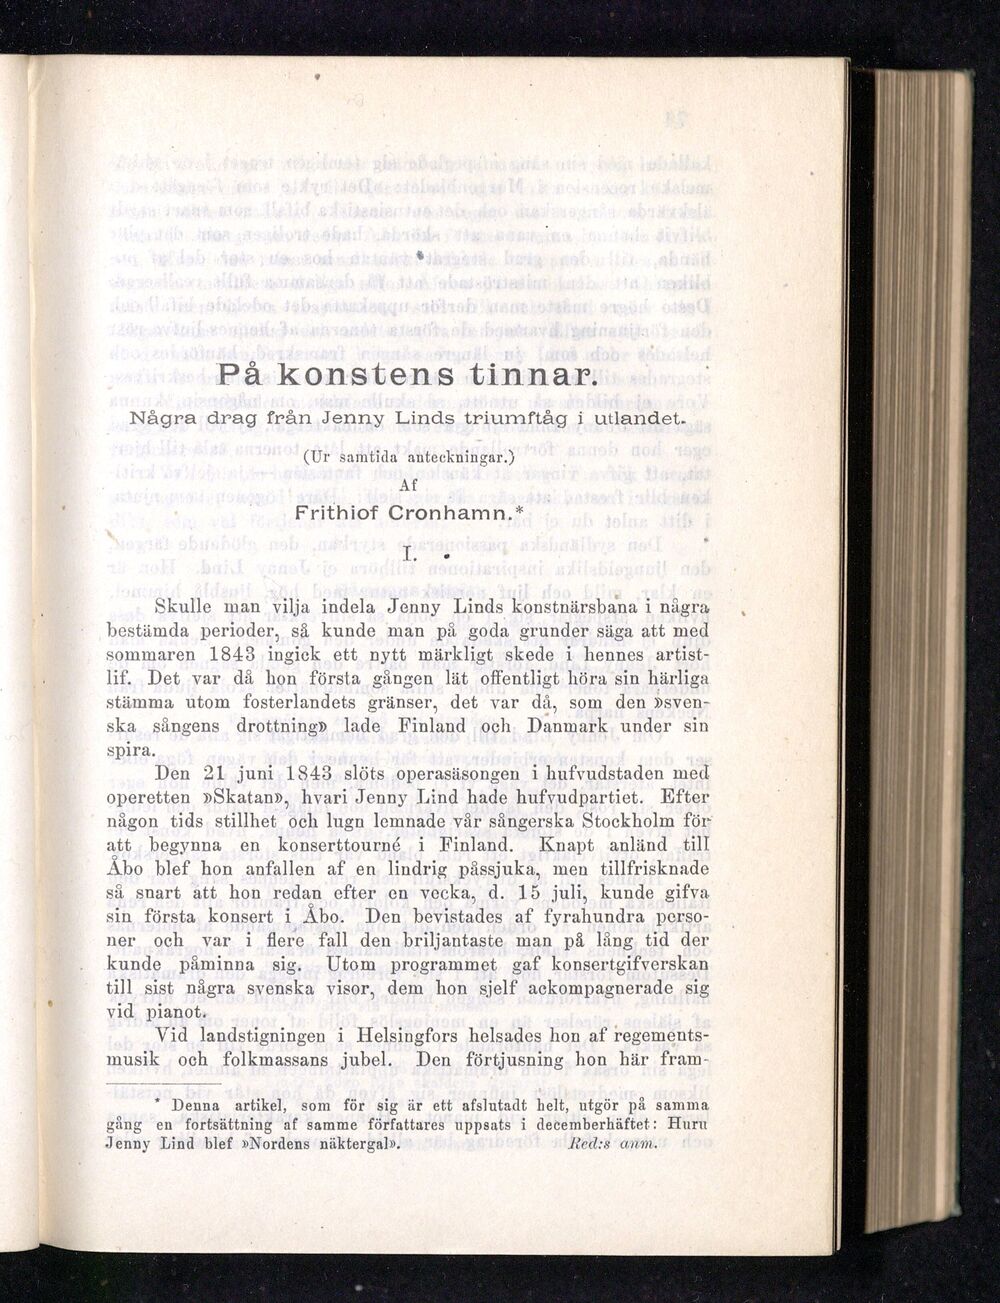 På konstens tinnar.
Några drag från Jenny Linds triumftåg i utlandet.
(Ur samtida anteckningar.)
Af
Frithiof Cronhamn.*
I.
Skulle man vilja indela Jenny Linds konstnärsbana i några
bestämda perioder, så kunde man på goda grunder säga att med
sommaren 1843 ingick ett nytt märkligt skede i hennes artist-
lif. Det var då hon första gången lät offentligt höra sin härliga
stämma utom fosterlandets gränser, det var då, som den »sven-
ska sångens drottning» lade Finland och Danmark under sin
spira.
Den 21 juni 1843 slöts operasäsongen i hufvudstaden med
operetten »Skatan», hvari Jenny Lind hade hufvudpartiet. Efter
någon tids stillhet och lugn lemnade vår sångerska Stockholm för
att begynna en konserttourné i Finland. Knapt anländ till
Åbo blef hon anfallen af en lindrig påssjuka, men tillfrisknade
så snart att hon redan efter en vecka, d. 15 juli, kunde gifva
sin första konsert i Åbo. Den bevistades af fyrahundra perso-
ner och var i flere fall den briljantaste man på lång tid der
kunde påminna sig. Utom programmet gaf konsertgifverskan
till sist några svenska visor, dem hon sjelf ackompagnerade sig
vid pianot.
Vid landstigningen i Helsingfors helsades hon af regements-
musik och folkmassans jubel. Den förtjusning hon här fram-
* Denna artikel, som för sig är ett afslutadt helt, utgör på samma
gång en fortsättning af samme författares uppsats i decemberhäftet: Huru
Jenny Lind blef »Nordens näktergal». Red:s anm.